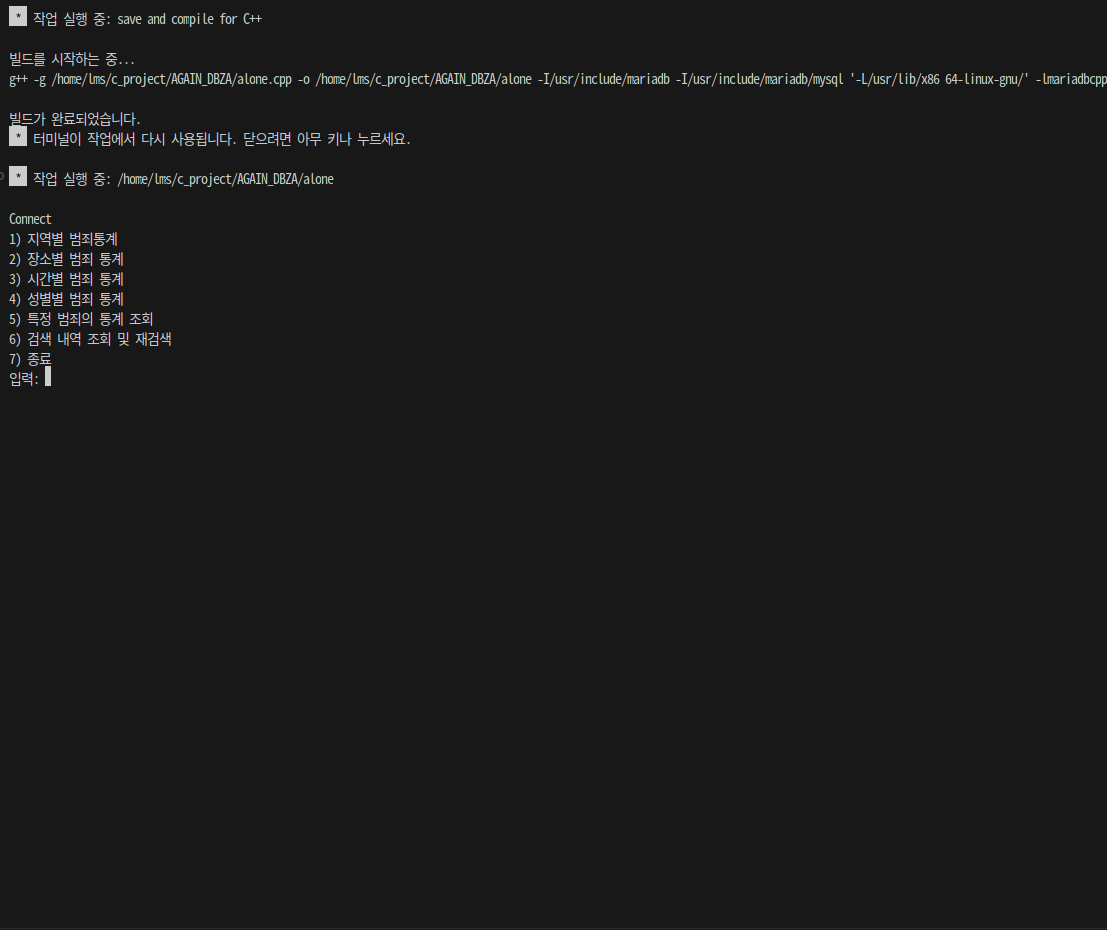 * 작업 실행 중: save and compile for C++
빌드를 시작하는 중...
g++ -g /home/lms/c_project/AGAIN_DBZA/alone.cpp -o /home/lms/c_project/AGAIN_DBZA/alone -I/usr/include/mariadb -I/usr/include/mariadb/mysql '-L/usr/lib/x86 64-linux-gnu/' -lmariadbcpp
빌드가 완료되었습니다.
* 터미널이 작업에서 다시 사용됩니다. 닫으려면 아무 키나 누르세요.
* 작업 실행 중: /home/lms/c_project/AGAIN_DBZA/alone
Connect
1) 지역별 범죄통계
2) 장소별 범죄 통계
3) 시간별 범죄 통계
4) 성별별 범죄 통계
5) 특정 범죄의 통계 조회
6) 검색 내역 조회 및 재검색
7) 종료
입력: